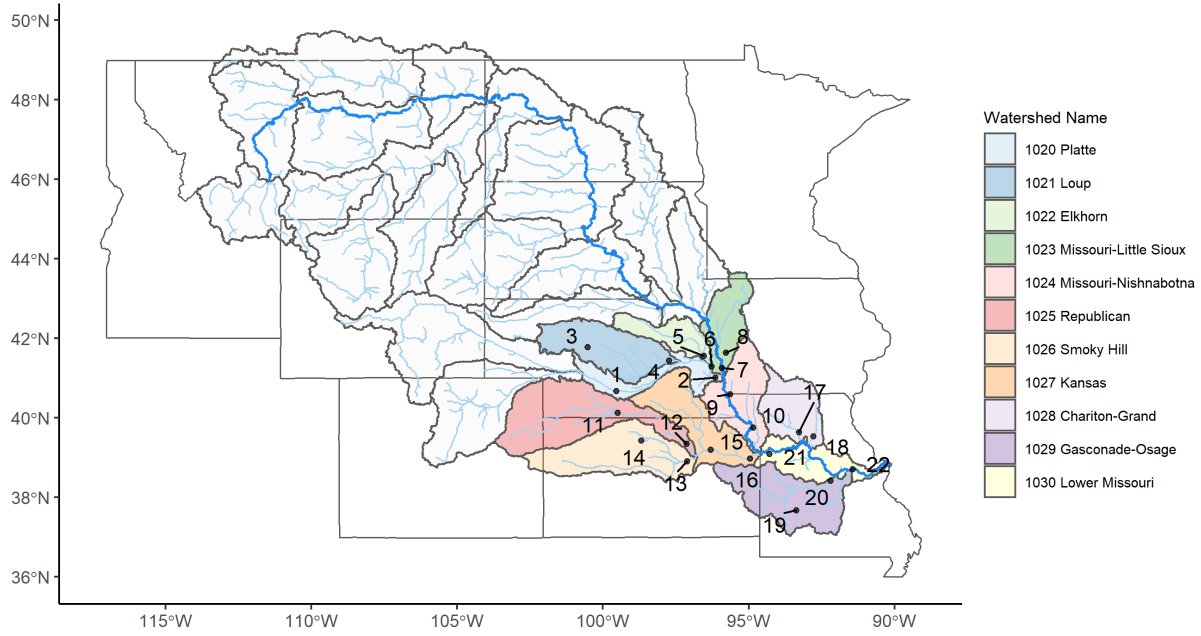 50°N
48°N
46°N
44°N
42°N
40°N
38°N
36°N
115°W
110°W
105°W
100°W
95°W
90°W
3
5
6
8
1
4
2
7
9
17
11
12
10
14
15
18
13
16
21
22
20
19
Watershed Name
1020 Platte
1021 Loup
1022 Elkhorn
1023 Missouri-Little Sioux
1024 Missouri-Nishnabotna
1025 Republican
1026 Smoky Hill
1027 Kansas
1028 Chariton-Grand
1029 Gasconade-Osage
1030 Lower Missouri